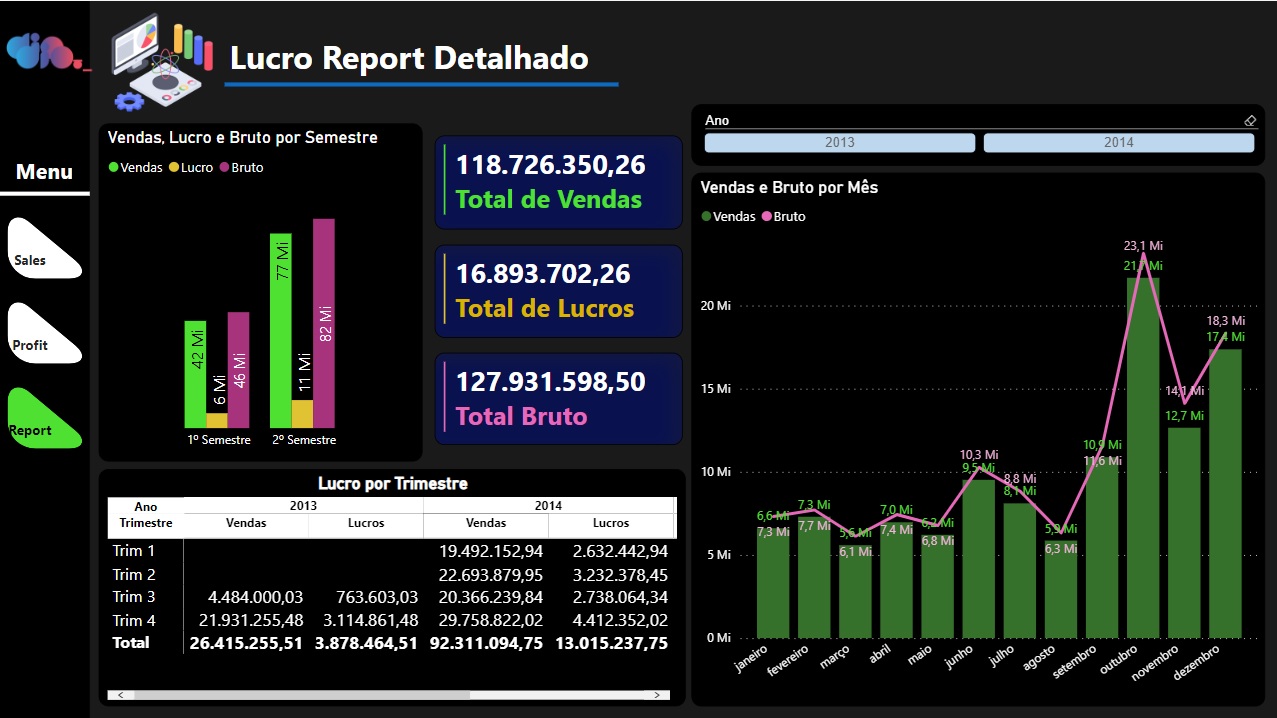 Lucro Report Detalhado
Menu
Sales
Profit
Report
Vendas, Lucro e Bruto por Semestre
Vendas Lucro Bruto
42 Mi
6 Mi
46 Mi
77 Mi
11 Mi
82 Mi
1º Semestre 2º Semestre
118.726.350,26
Total de Vendas
16.893.702,26
Total de Lucros
127.931.598,50
Total Bruto
Ano
2013 2014
Vendas e Bruto por Mês
Vendas Bruto
20 Mi
15 Mi
10 Mi
5 Mi
0 Mi
6,6 Mi
7,3 Mi
7,3 Mi
7,7 Mi
5,6 Mi
6,1 Mi
7,0 Mi
7,4 Mi
6,2 Mi
6,8 Mi
10,3 Mi
9,5 Mi
8,8 Mi
8,1 Mi
5,9 Mi
6,3 Mi
10,9 Mi
11,6 Mi
23,1 Mi
21,7 Mi
14,1 Mi
12,7 Mi
18,3 Mi
17,4 Mi
janeiro fevereiro março abril maio junho julho agosto setembro outubro novembro dezembro
Lucro por Trimestre
Ano 2013 2014
Trimestre Vendas Lucros Vendas Lucros
Trim 1 19.492.152,94 2.632.442,94
Trim 2 22.693.879,95 3.232.378,45
Trim 3 4.484.000,03 763.603,03 20.366.239,84 2.738.064,34
Trim 4 21.931.255,48 3.114.861,48 29.758.822,02 4.412.352,02
Total 26.415.255,51 3.878.464,51 92.311.094,75 13.015.237,75